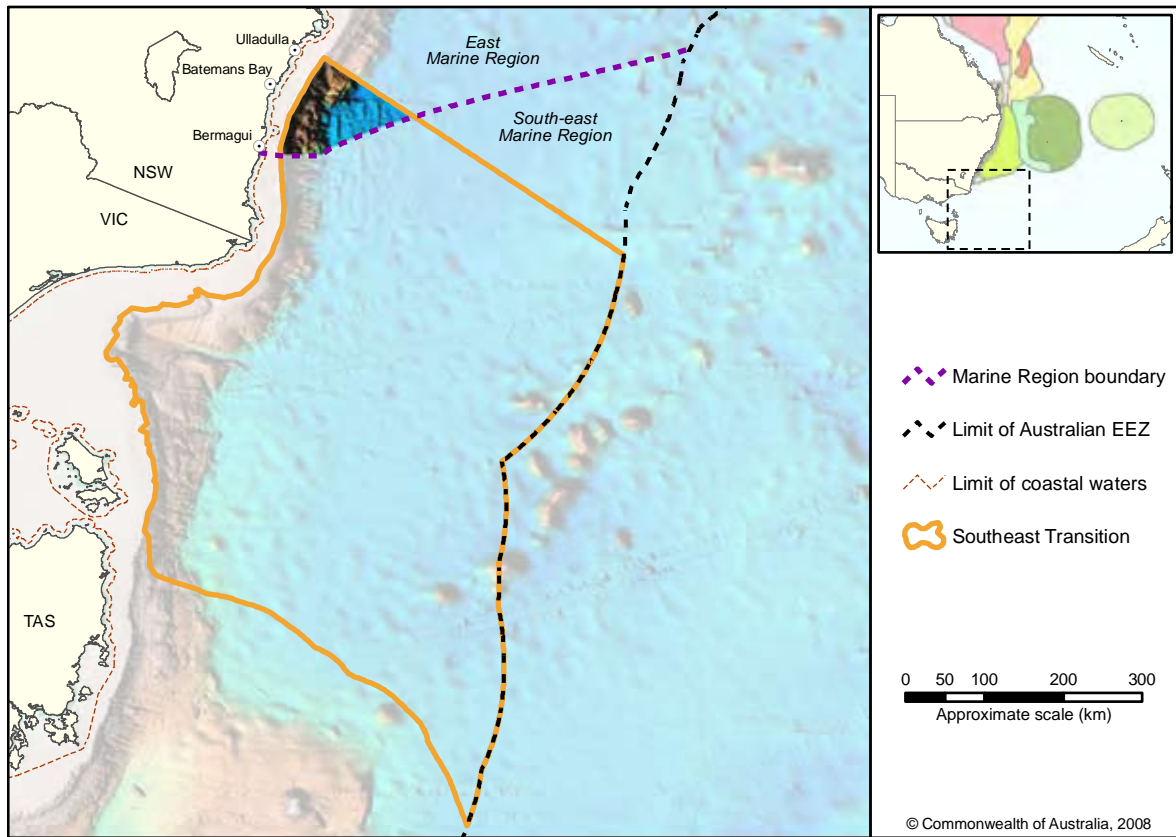 Ulladulla
Batemans Bay
Bermagui
NSW
VIC
TAS
East
Marine Region
South-east
Marine Region
Marine Region boundary
Limit of Australian EEZ
Limit of coastal waters
Southeast Transition
0 50 100 200 300
Approximate scale (km)
© Commonwealth of Australia, 2008